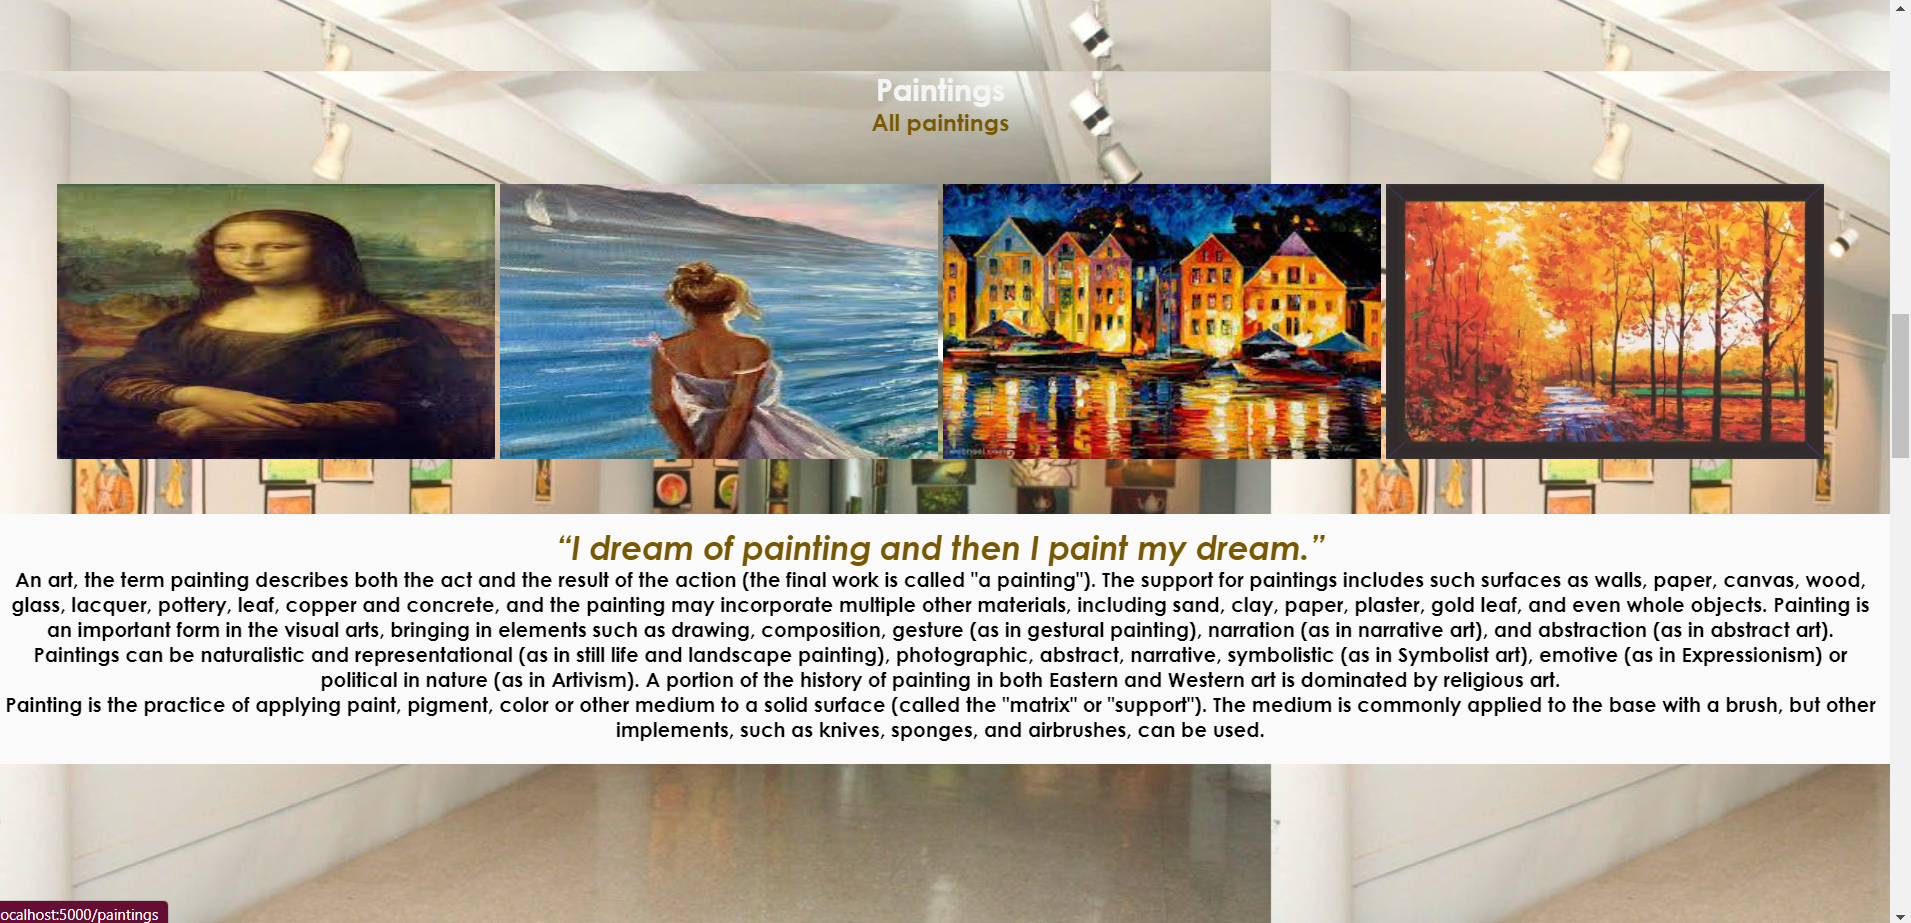 Paintings
All paintings
“I dream of painting and then I paint my dream.”
An art, the term painting describes both the act and the result of the action (the final work is called "a painting"). The support for paintings includes such surfaces as walls, paper, canvas, wood,
glass, lacquer, pottery, leaf, copper and concrete, and the painting may incorporate multiple other materials, including sand, clay, paper, plaster, gold leaf, and even whole objects. Painting is
an important form in the visual arts, bringing in elements such as drawing, composition, gesture (as in gestural painting), narration (as in narrative art), and abstraction (as in abstract art).
Paintings can be naturalistic and representational (as in still life and landscape painting), photographic, abstract, narrative, symbolistic (as in Symbolist art), emotive (as in Expressionism) or
political in nature (as in Artivism). A portion of the history of painting in both Eastern and Western art is dominated by religious art.
Painting is the practice of applying paint, pigment, color or other medium to a solid surface (called the "matrix" or "support"). The medium is commonly applied to the base with a brush, but other
implements, such as knives, sponges, and airbrushes, can be used.
ocalhost:5000/paintings